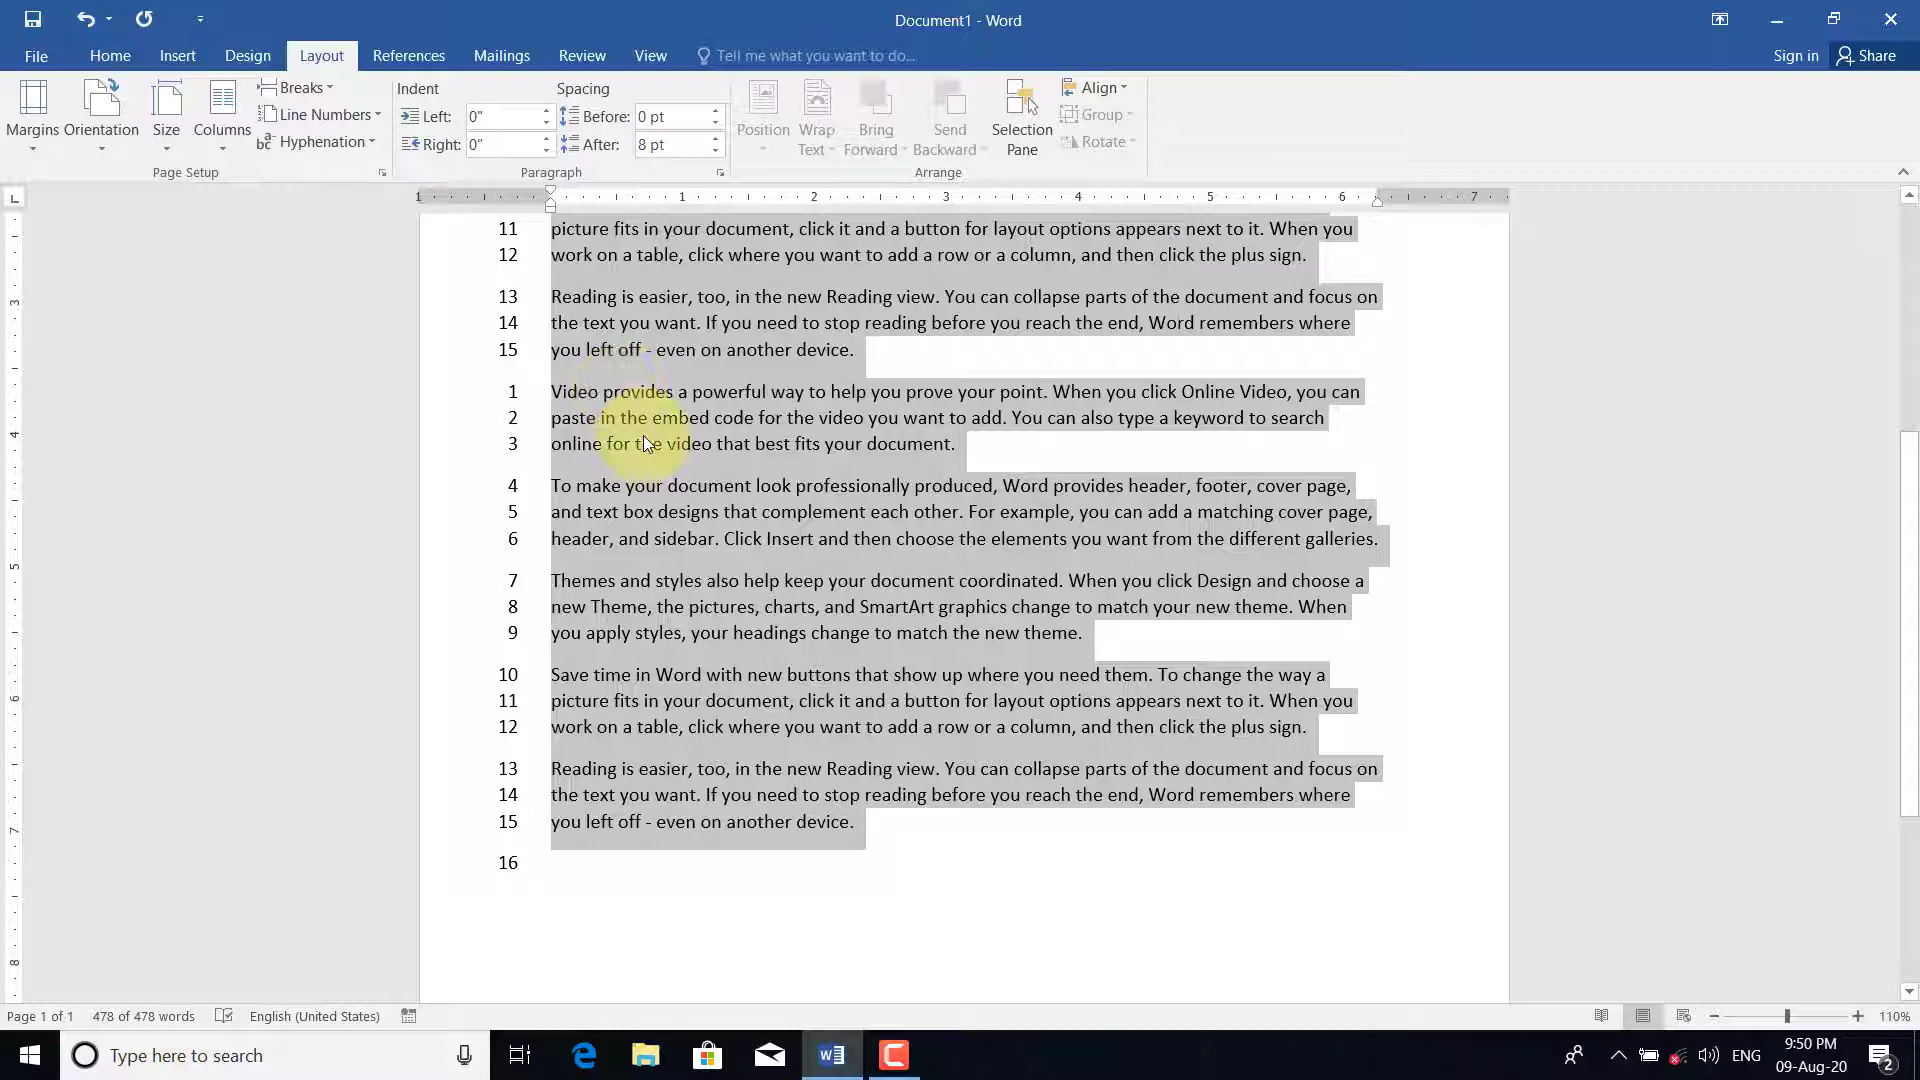 Document1 - Word
File Home Insert Design Layout References Mailings Review View Tell me what you want to do... Sign in Share
Margins Orientation Size Columns Breaks Line Numbers Hyphenation Page Setup
Indent Left: 0" Right: 0" Spacing Before: 0 pt After: 8 pt Paragraph
Position Wrap Text Bring Forward Send Backward Selection Pane Align Group Rotate Arrange
1 1 2 3 4 5 6 7
11 picture fits in your document, click it and a button for layout options appears next to it. When you
12 work on a table, click where you want to add a row or a column, and then click the plus sign.
13 Reading is easier, too, in the new Reading view. You can collapse parts of the document and focus on
14 the text you want. If you need to stop reading before you reach the end, Word remembers where
15 you left off - even on another device.
1 Video provides a powerful way to help you prove your point. When you click Online Video, you can
2 paste in the embed code for the video you want to add. You can also type a keyword to search
3 online for the video that best fits your document.
4 To make your document look professionally produced, Word provides header, footer, cover page,
5 and text box designs that complement each other. For example, you can add a matching cover page,
6 header, and sidebar. Click Insert and then choose the elements you want from the different galleries.
7 Themes and styles also help keep your document coordinated. When you click Design and choose a
8 new Theme, the pictures, charts, and SmartArt graphics change to match your new theme. When
9 you apply styles, your headings change to match the new theme.
10 Save time in Word with new buttons that show up where you need them. To change the way a
11 picture fits in your document, click it and a button for layout options appears next to it. When you
12 work on a table, click where you want to add a row or a column, and then click the plus sign.
13 Reading is easier, too, in the new Reading view. You can collapse parts of the document and focus on
14 the text you want. If you need to stop reading before you reach the end, Word remembers where
15 you left off - even on another device.
16
3
4
5
6
7
8
Page 1 of 1 478 of 478 words English (United States) 110%
Type here to search ENG 9:50 PM
09-Aug-20 2